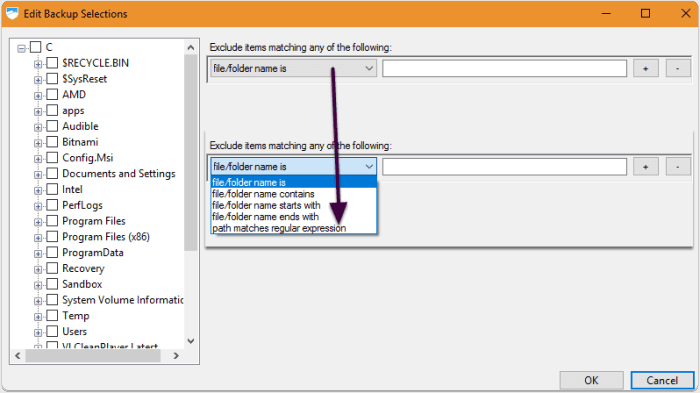 Edit Backup Selections
C
$RECYCLE.BIN
$SysReset
AMD
apps
Audible
Bitnami
Config.Msi
Documents and Settings
Intel
PerfLogs
Program Files
Program Files (x86)
ProgramData
Recovery
Sandbox
System Volume Informatic
Temp
Users
VLCleanPlayer Latest
Exclude items matching any of the following:
file/folder name is
+
-
Exclude items matching any of the following:
file/folder name is
+
-
file/folder name is
file/folder name contains
file/folder name starts with
file/folder name ends with
path matches regular expression
OK
Cancel